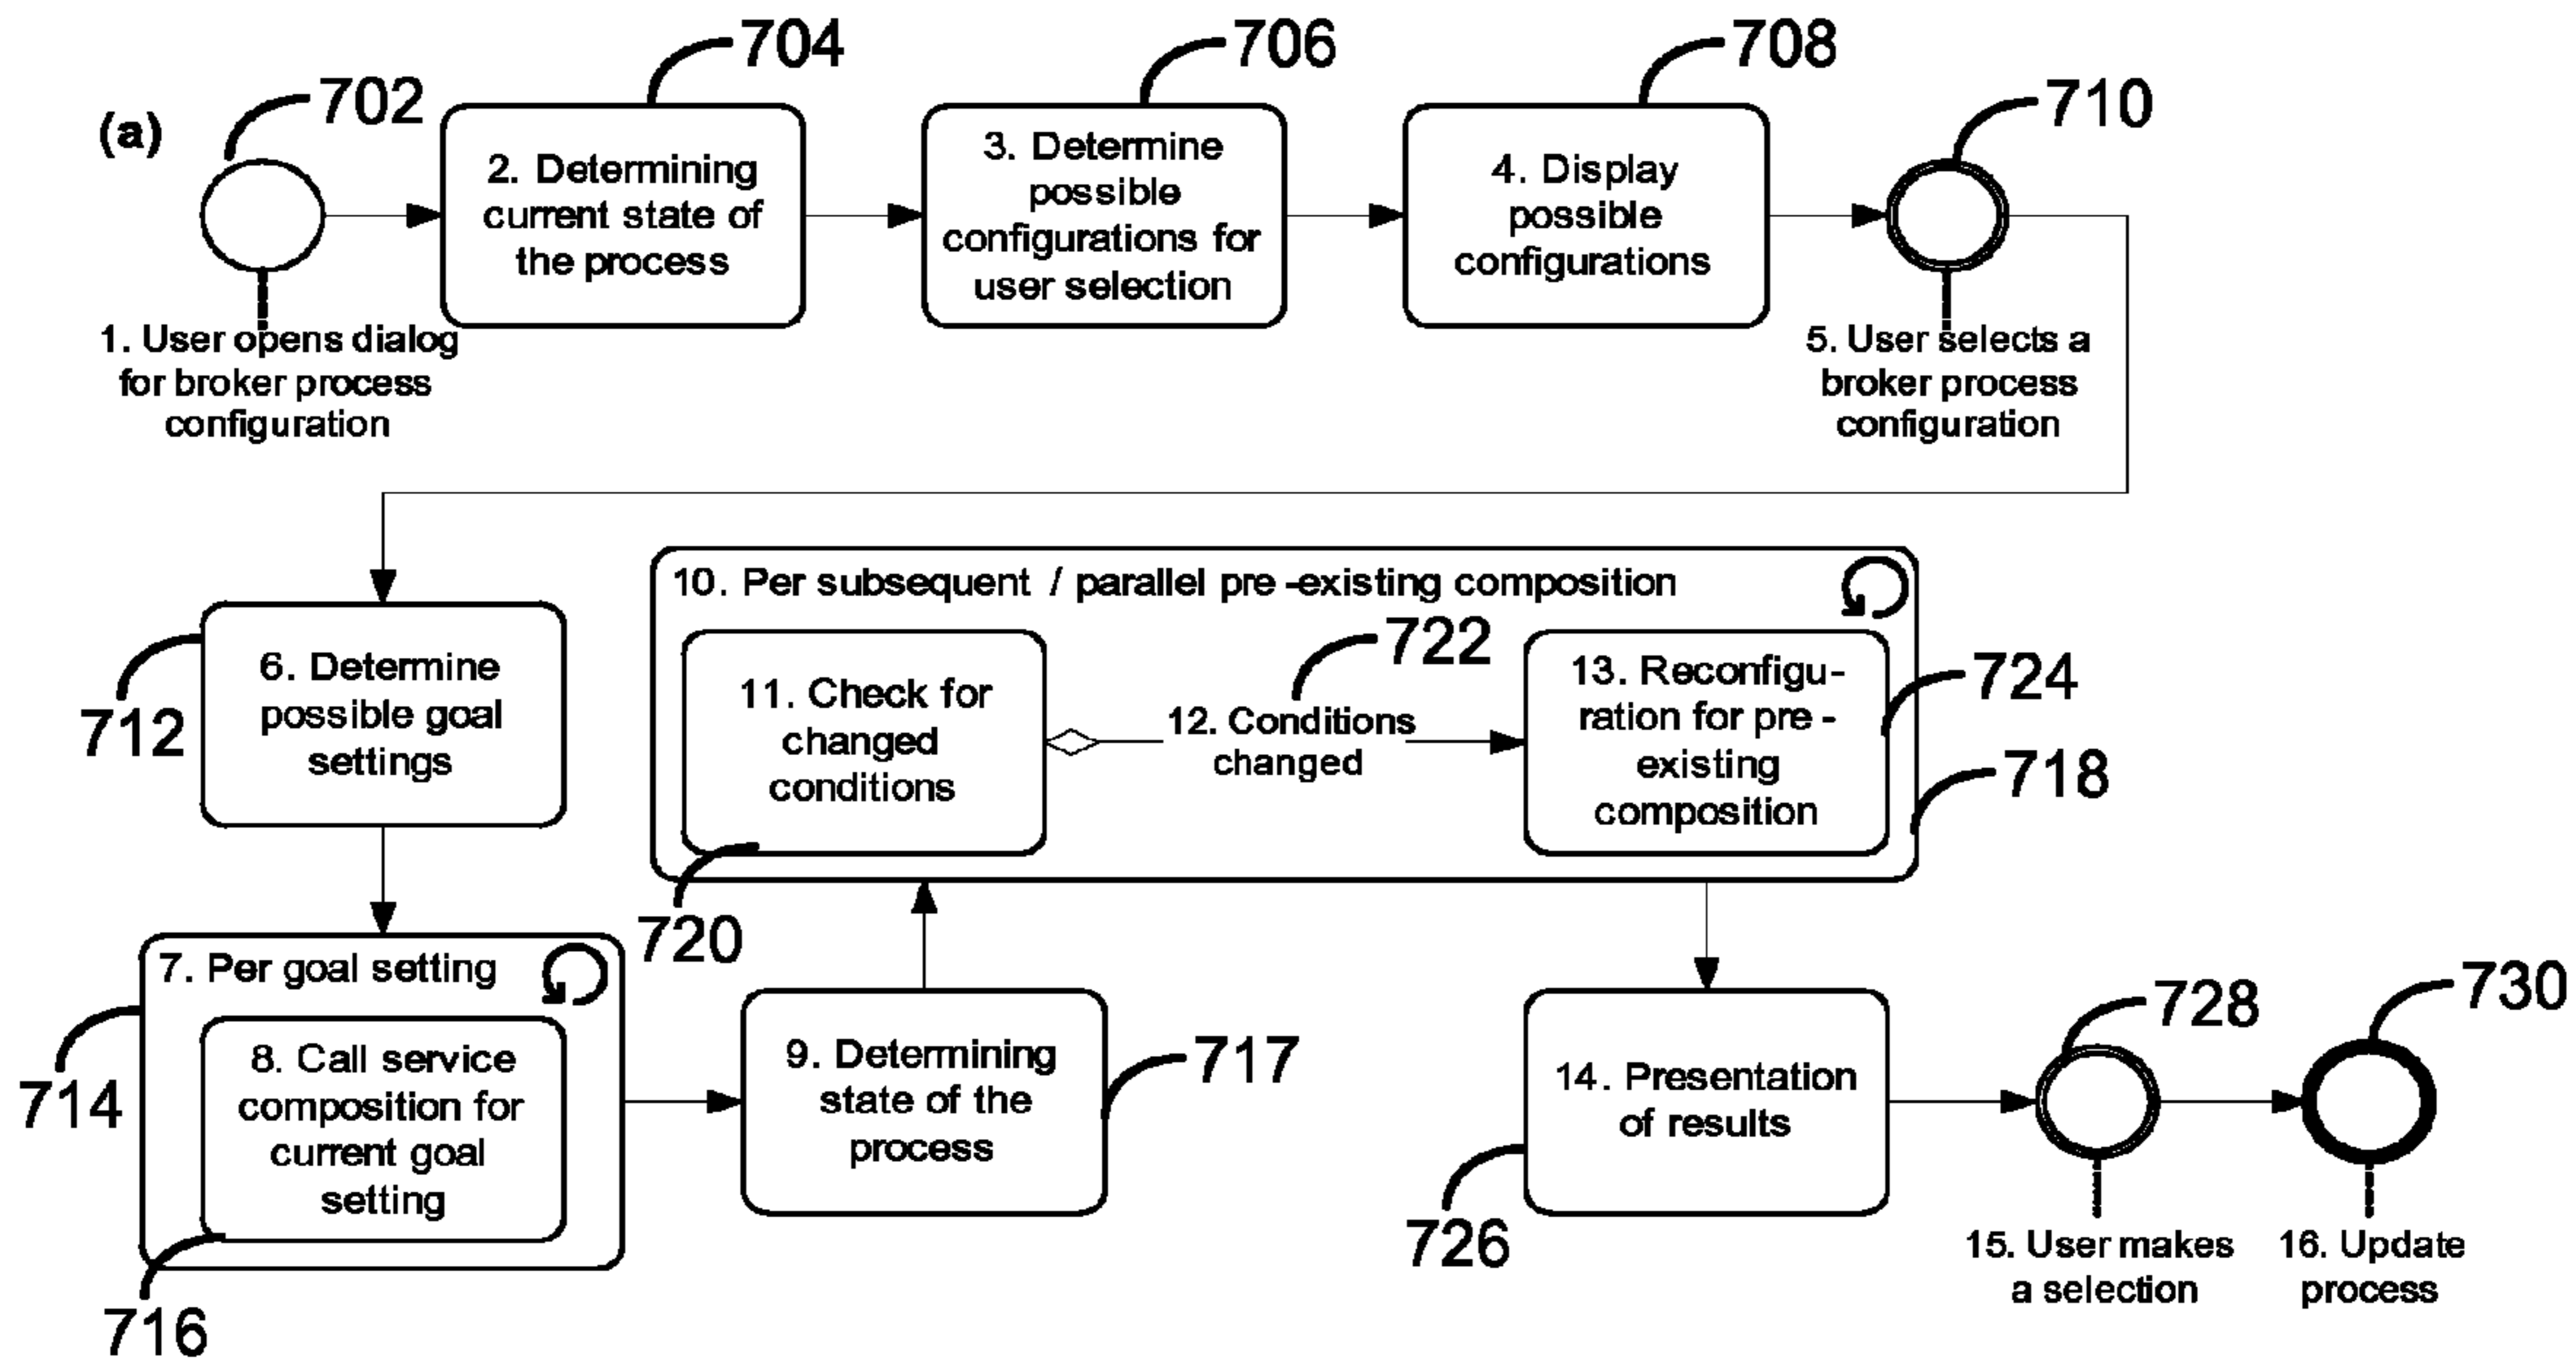 (a)
702
704
706
708
710
2. Determining
current state of
the process
3. Determine
possible
configurations for
user selection
4. Display
possible
configurations
1. User opens dialog
for broker process
configuration
5. User selects a
broker process
configuration
712
6. Determine
possible goal
settings
10. Per subsequent / parallel pre -existing composition
11. Check for
changed
conditions
722
12. Conditions
changed
13. Reconfigu-
ration for pre -
existing
composition
724
718
720
7. Per goal setting
8. Call service
composition for
current goal
setting
714
716
9. Determining
state of the
process
717
14. Presentation
of results
726
728
730
15. User makes
a selection
16. Update
process